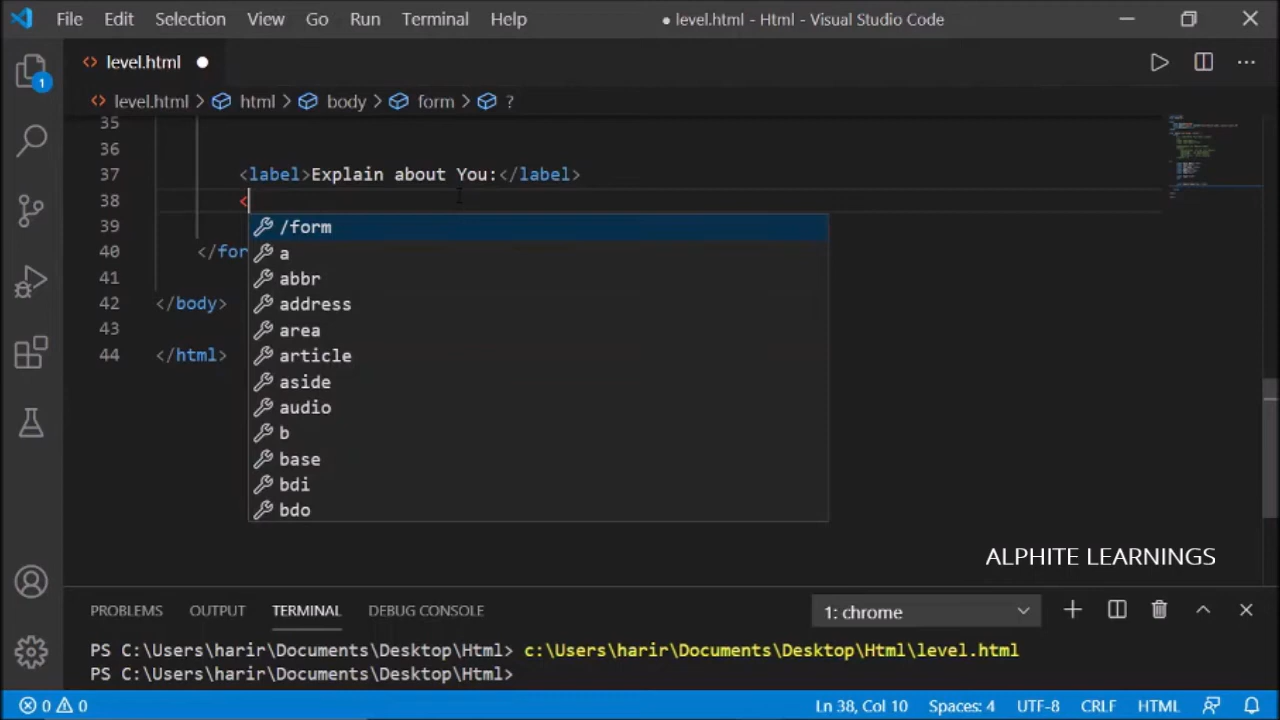 File Edit Selection View Go Run Terminal Help ● level.html - Html - Visual Studio Code
1
<> level.html ●
<> level.html > html > body > form > ?
35
36
37 <label>Explain about You:</label>
38 <
39
40 </for
41
42 </body>
43
44 </html>
/form
a
abbr
address
area
article
aside
audio
b
base
bdi
bdo
ALPHITE LEARNINGS
PROBLEMS OUTPUT TERMINAL DEBUG CONSOLE 1: chrome
PS C:\Users\harir\Documents\Desktop\Html> c:\Users\harir\Documents\Desktop\Html\level.html
PS C:\Users\harir\Documents\Desktop\Html>
0 0 Ln 38, Col 10 Spaces: 4 UTF-8 CRLF HTML